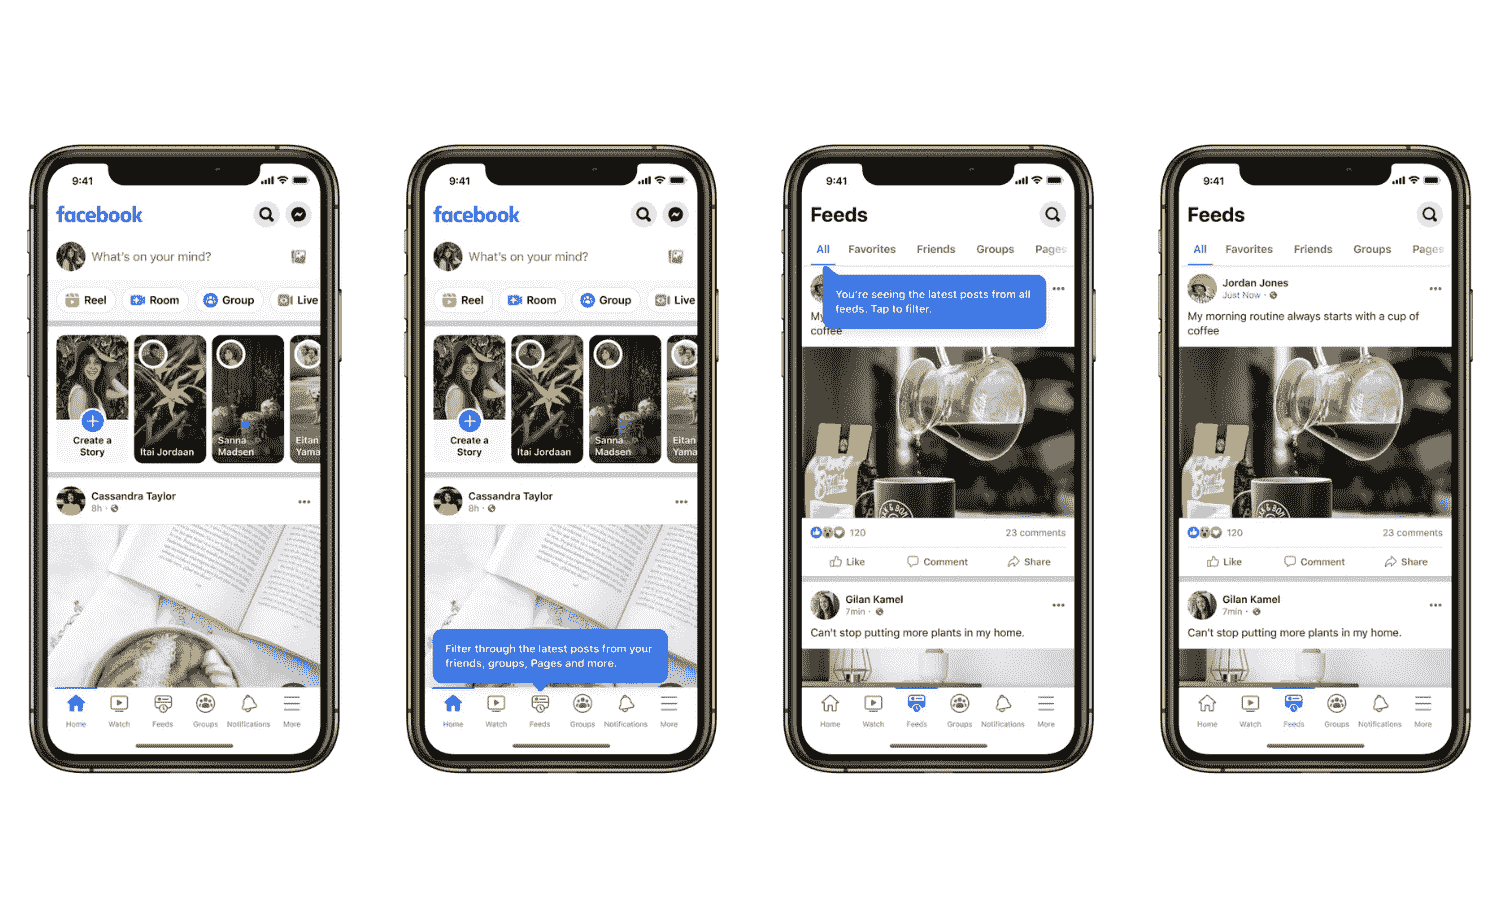 9:41
facebook
What's on your mind?
Reel Room Group Live
Create a
Story
Itai Jordaan
Sanna
Madsen
Eitan
Yama
Cassandra Taylor
8h ·
Home Watch Feeds Groups Notifications More
9:41
facebook
What's on your mind?
Reel Room Group Live
Create a
Story
Itai Jordaan
Sanna
Madsen
Eitan
Yama
Cassandra Taylor
8h ·
Filter through the latest posts from your
friends, groups, Pages and more.
Home Watch Feeds Groups Notifications More
9:41
Feeds
All Favorites Friends Groups Pages
You're seeing the latest posts from all
feeds. Tap to filter.
My
coffee
120 23 comments
Like Comment Share
Gilan Kamel
7min ·
Can't stop putting more plants in my home.
Home Watch Feeds Groups Notifications More
9:41
Feeds
All Favorites Friends Groups Pages
Jordan Jones
Just Now ·
My morning routine always starts with a cup of
coffee
120 23 comments
Like Comment Share
Gilan Kamel
7min ·
Can't stop putting more plants in my home.
Home Watch Feeds Groups Notifications More